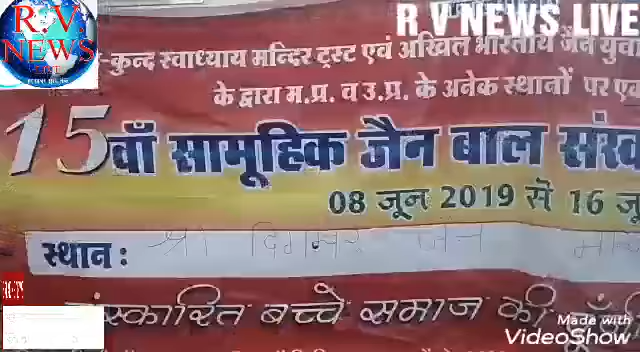 R V NEWS LIVE
R.V NEWS
-कुन्द स्वाध्याय मन्दिर ट्रस्ट एवं अखिल भारतीय जैन युवा
के द्वारा म.प्र. व उ.प्र. के अनेक स्थानों पर
15वाँ सामूहिक जैन बाल
08 जून 2019 से 16
स्थान : श्री दिगम्बर जैन
संस्कारित बच्चे समाज की
Made with
VideoShow